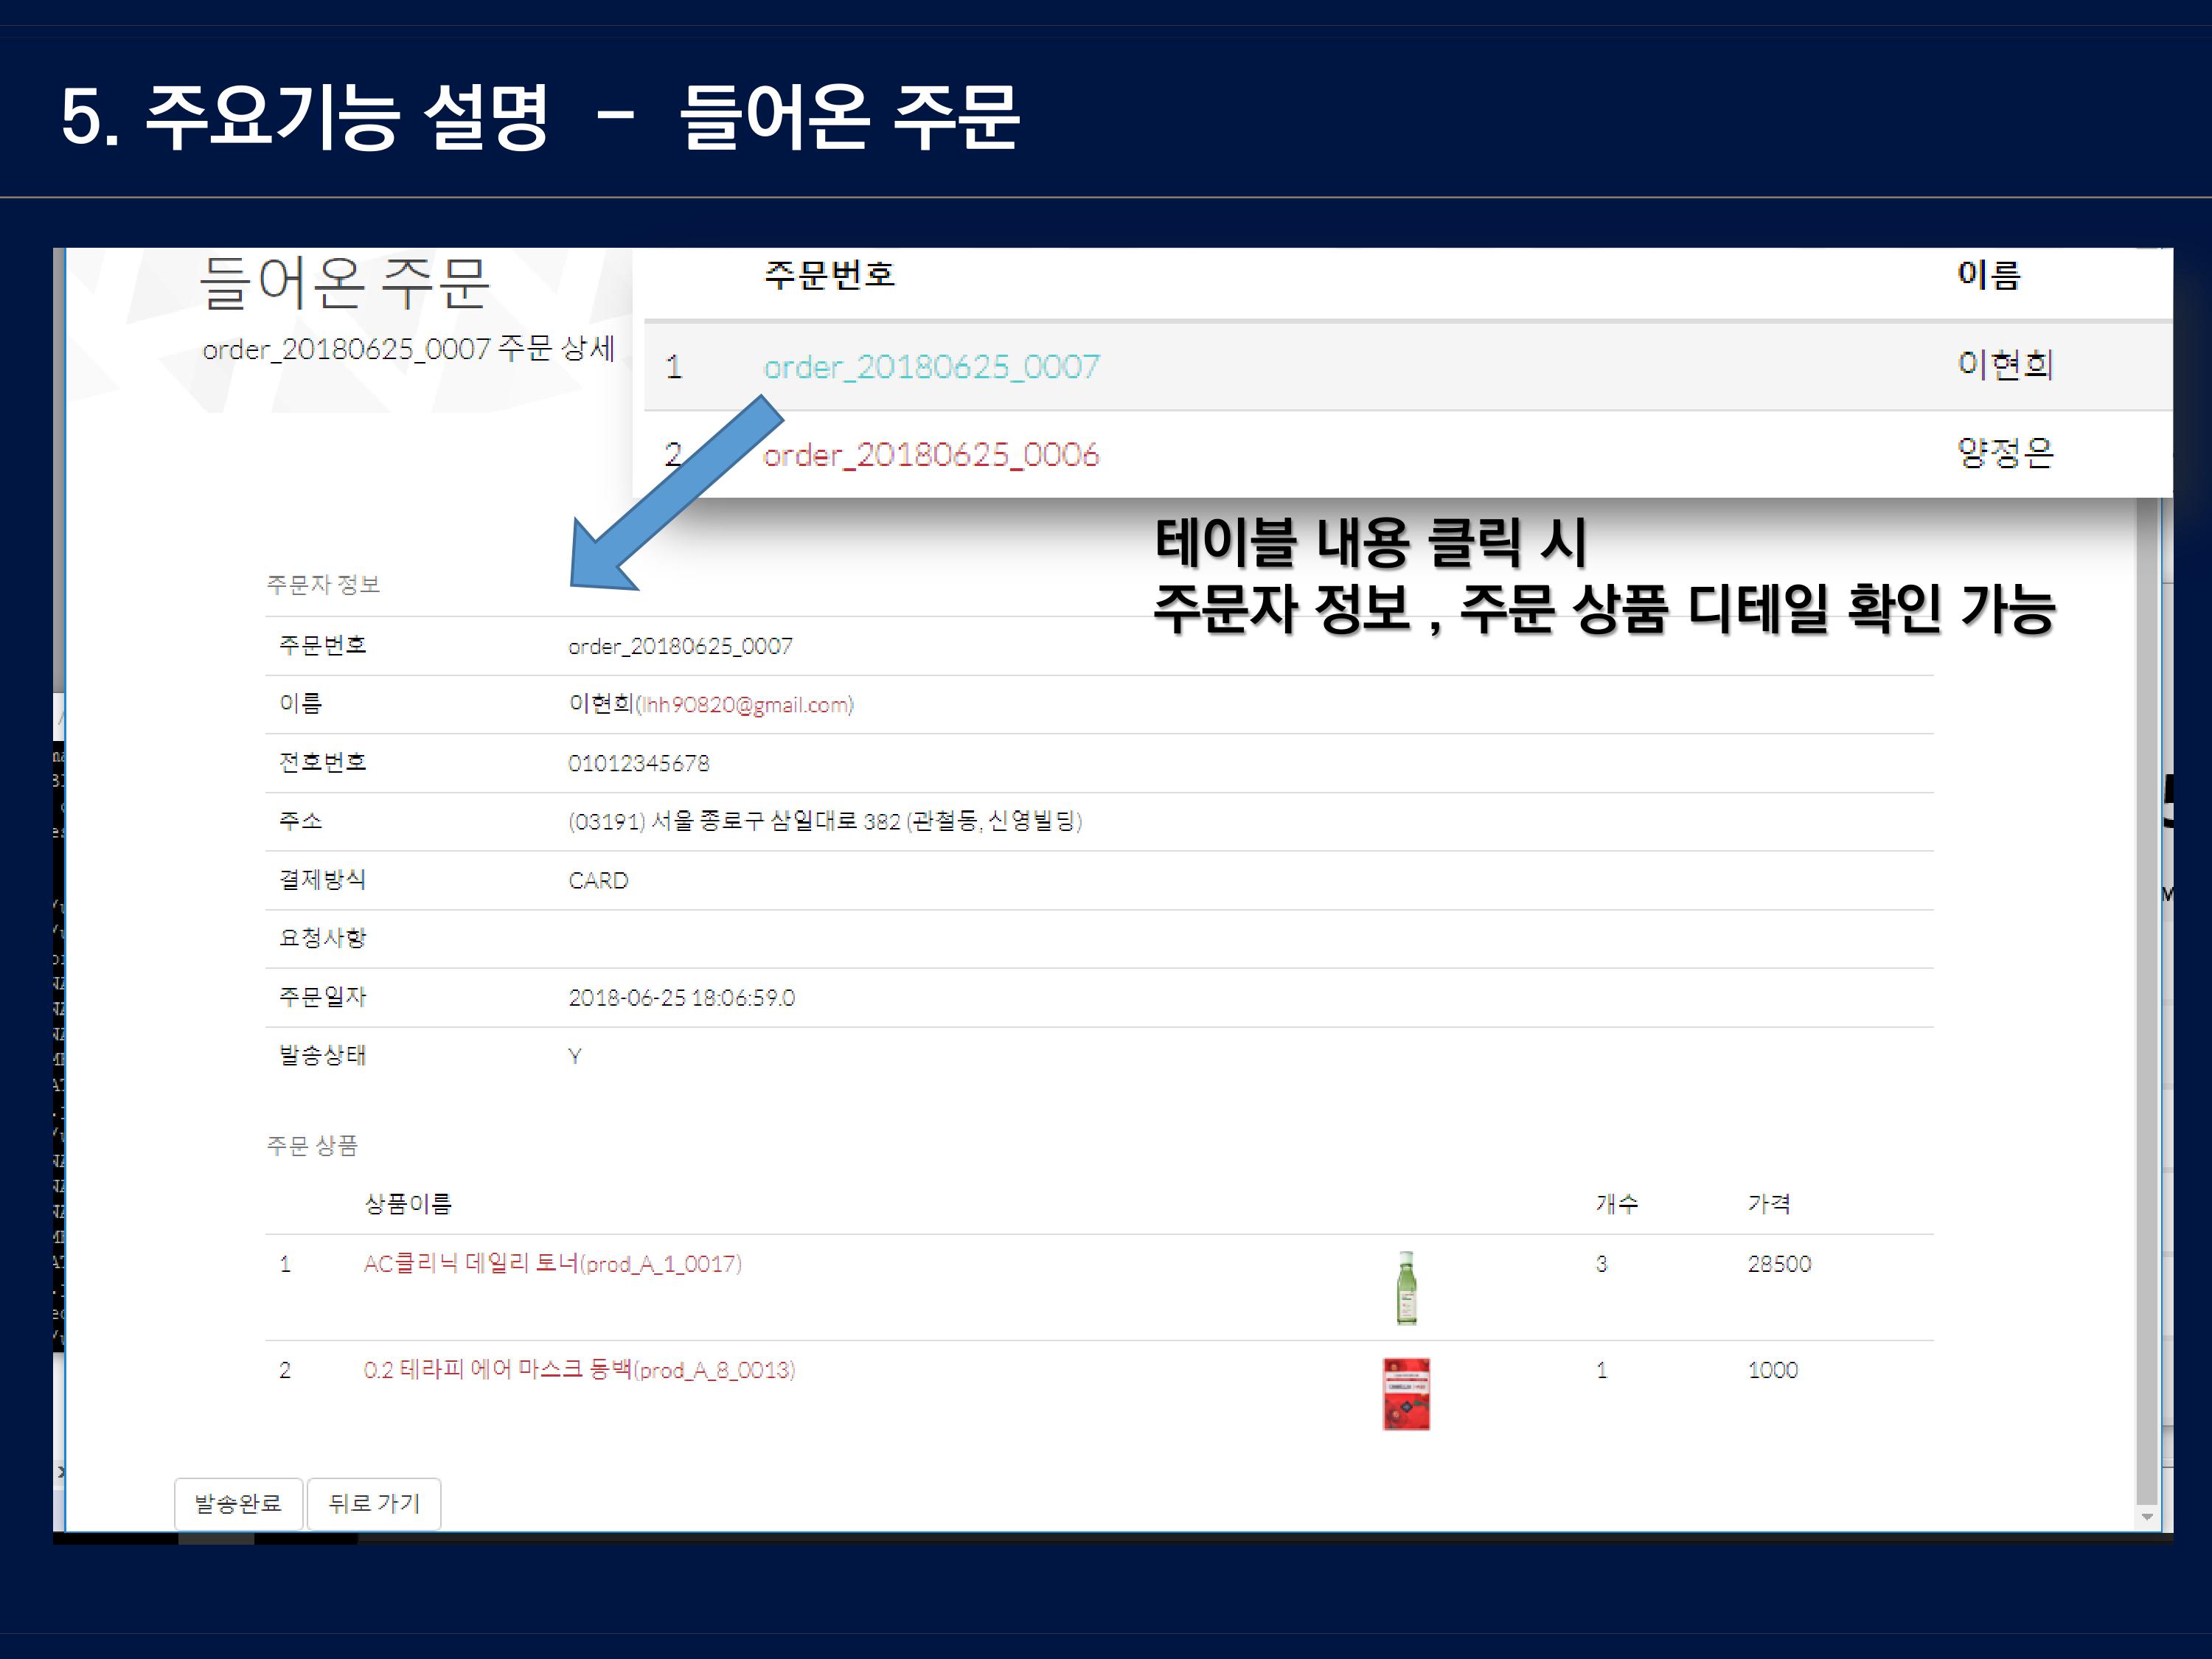 5. 주요기능 설명 - 들어온 주문
들어온 주문
order_20180625_0007 주문 상세
주문번호 이름
1 order_20180625_0007 이현희
2 order_20180625_0006 양정은
테이블 내용 클릭 시
주문자 정보 , 주문 상품 디테일 확인 가능
주문자 정보
주문번호 order_20180625_0007
이름 이현희(lhh90820@gmail.com)
전호번호 01012345678
주소 (03191) 서울 종로구 삼일대로 382 (관철동, 신영빌딩)
결제방식 CARD
요청사항
주문일자 2018-06-25 18:06:59.0
발송상태 Y
주문 상품
상품이름 개수 가격
1 AC클리닉 데일리 토너(prod_A_1_0017) 3 28500
2 0.2 테라피 에어 마스크 동백(prod_A_8_0013) 1 1000
발송완료 뒤로 가기